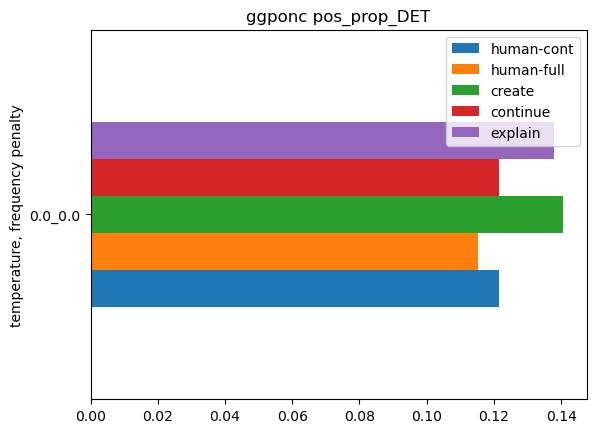 ggponc pos_prop_DET
human-cont
human-full
create
continue
explain
temperature, frequency penalty
0.0_0.0
0.00 0.02 0.04 0.06 0.08 0.10 0.12 0.14